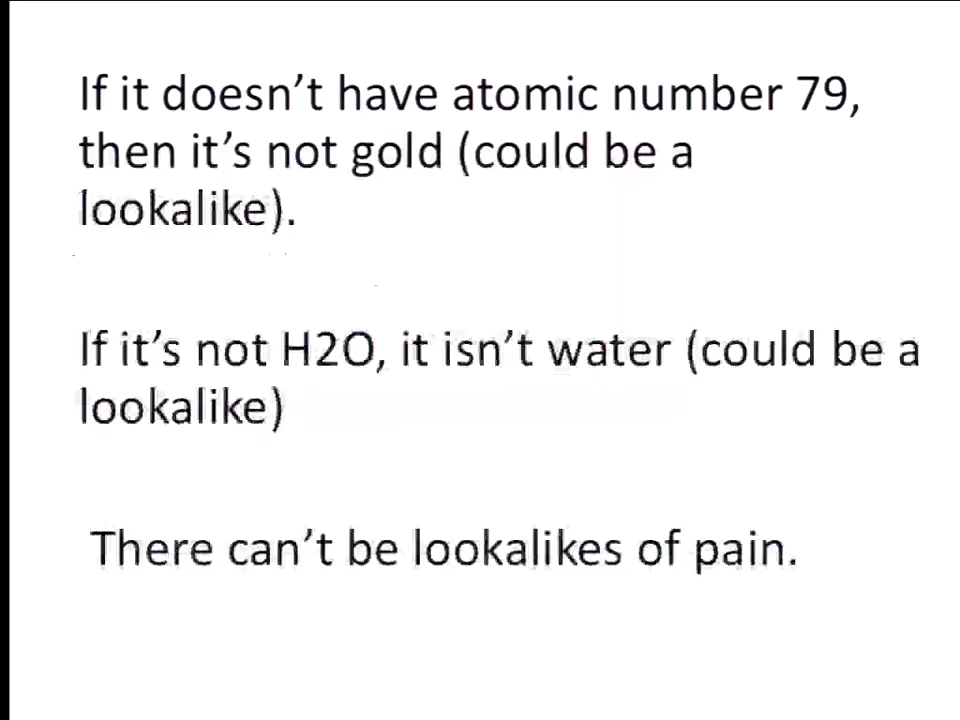 If it doesn’t have atomic number 79,
then it’s not gold (could be a
lookalike).
If it’s not H2O, it isn’t water (could be a
lookalike)
There can’t be lookalikes of pain.